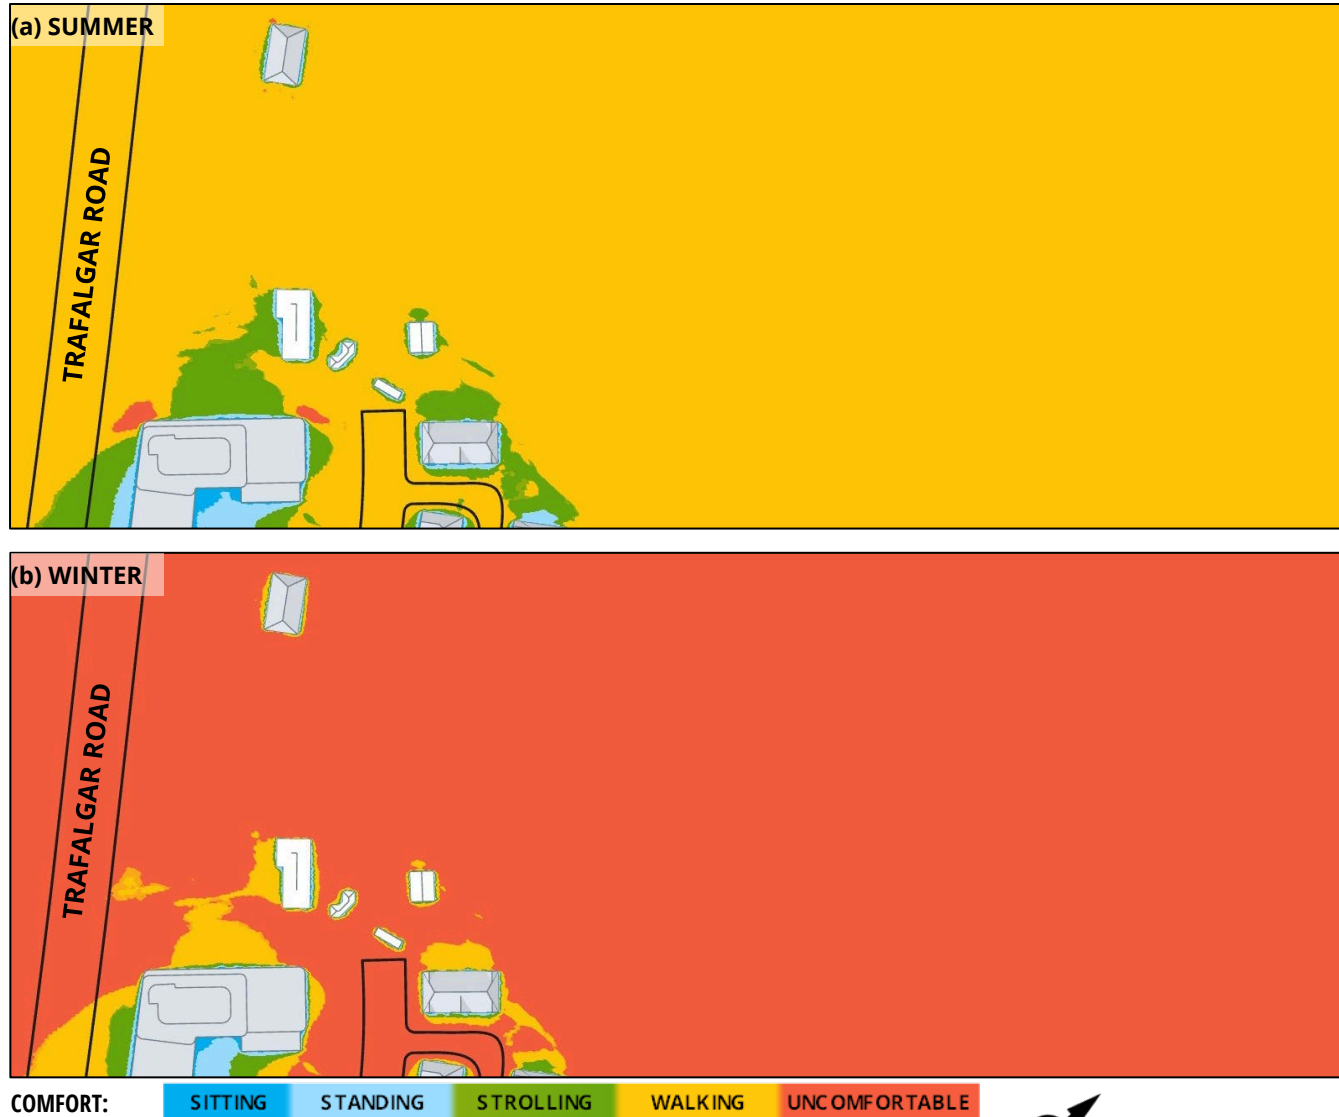 (a) SUMMER
TRAFALGAR ROAD
(b) WINTER
TRAFALGAR ROAD
COMFORT: SITTING STANDING STROLLING WALKING UNCOMFORTABLE